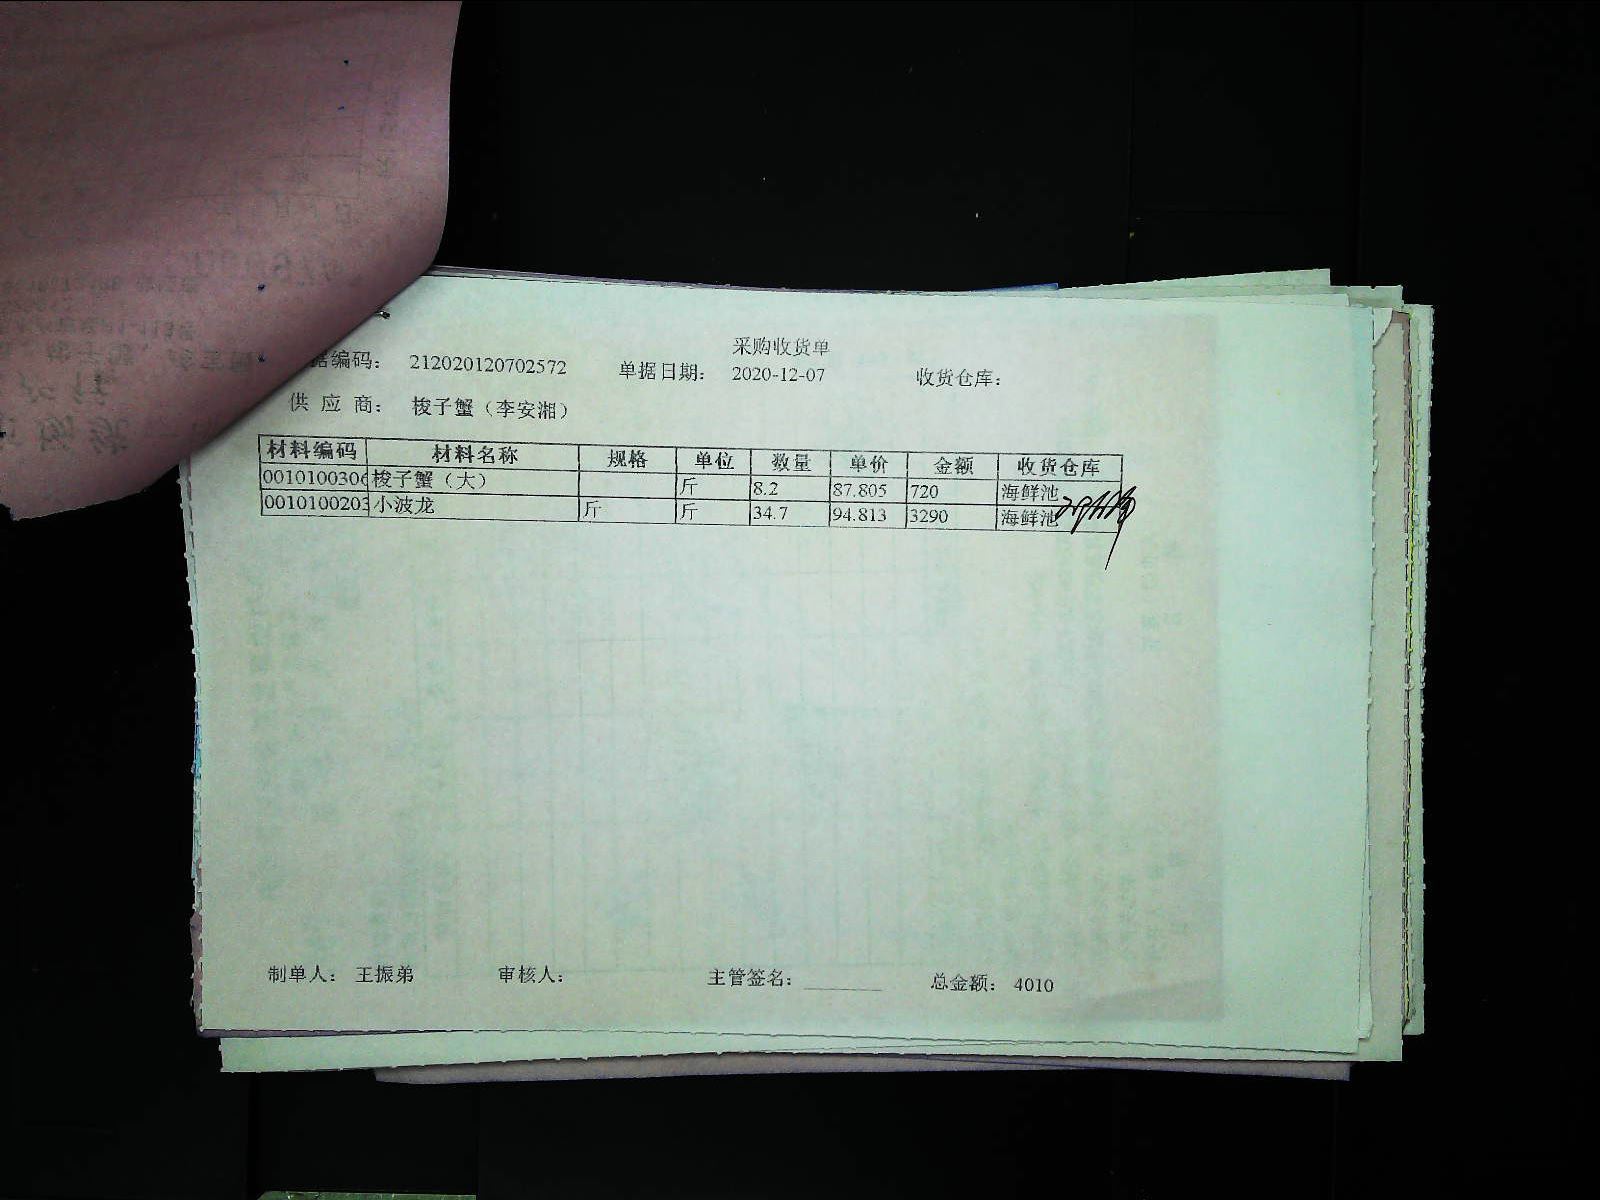 采购收货单
据编码： 212020120702572 单据日期： 2020-12-07 收货仓库：
供 应 商： 梭子蟹（李安湘）
材料编码 材料名称 规格 单位 数量 单价 金额 收货仓库
001010030 梭子蟹（大） 斤 8.2 87.805 720 海鲜池
001010020 小波龙 斤 斤 34.7 94.813 3290 海鲜池
制单人： 王振弟 审核人： 主管签名： 总金额： 4010